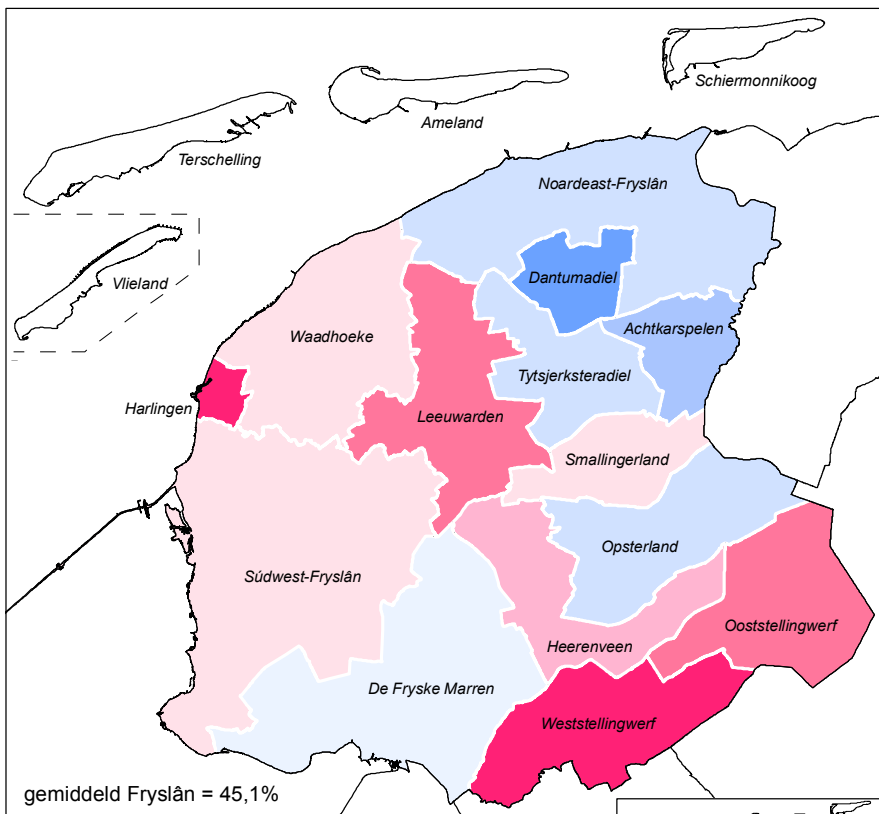 Schiermonnikoog
Ameland
Terschelling
Noardeast-Fryslân
Vlieland
Dantumadiel
Waadhoeke
Achtkarspelen
Tytsjerksteradiel
Harlingen
Leeuwarden
Smallingerland
Opsterland
Súdwest-Fryslân
Ooststellingwerf
Heerenveen
De Fryske Marren
Weststellingwerf
gemiddeld Fryslân = 45,1%